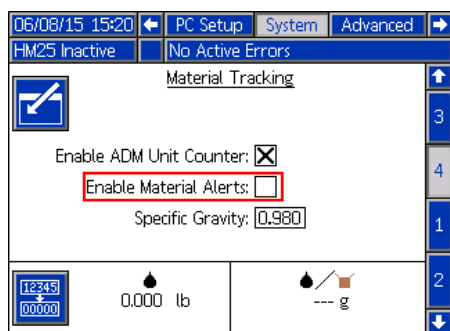 06/08/15 15:20 PC Setup System Advanced
HM25 Inactive No Active Errors
Material Tracking
3
Enable ADM Unit Counter:
4
Enable Material Alerts:
Specific Gravity: 0.980
1
2
12345
00000
0.000 lb
/
--- g